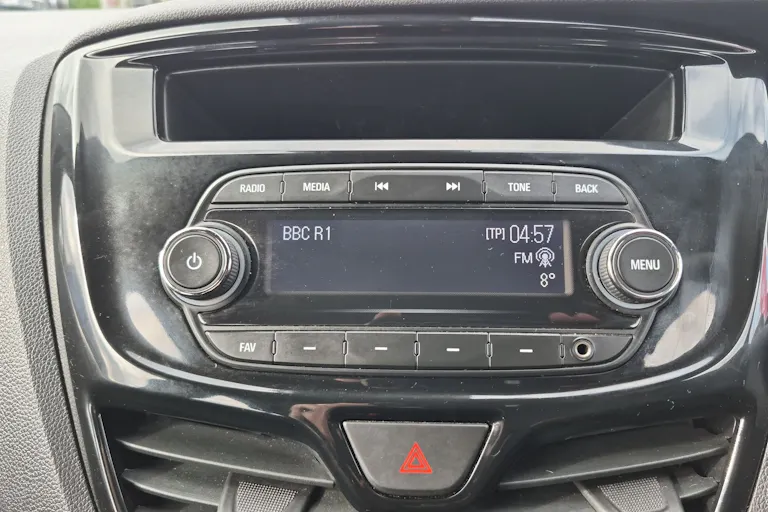 RADIO MEDIA TONE BACK
BBC R1 [TP] 04:57
FM
8°
MENU
FAV